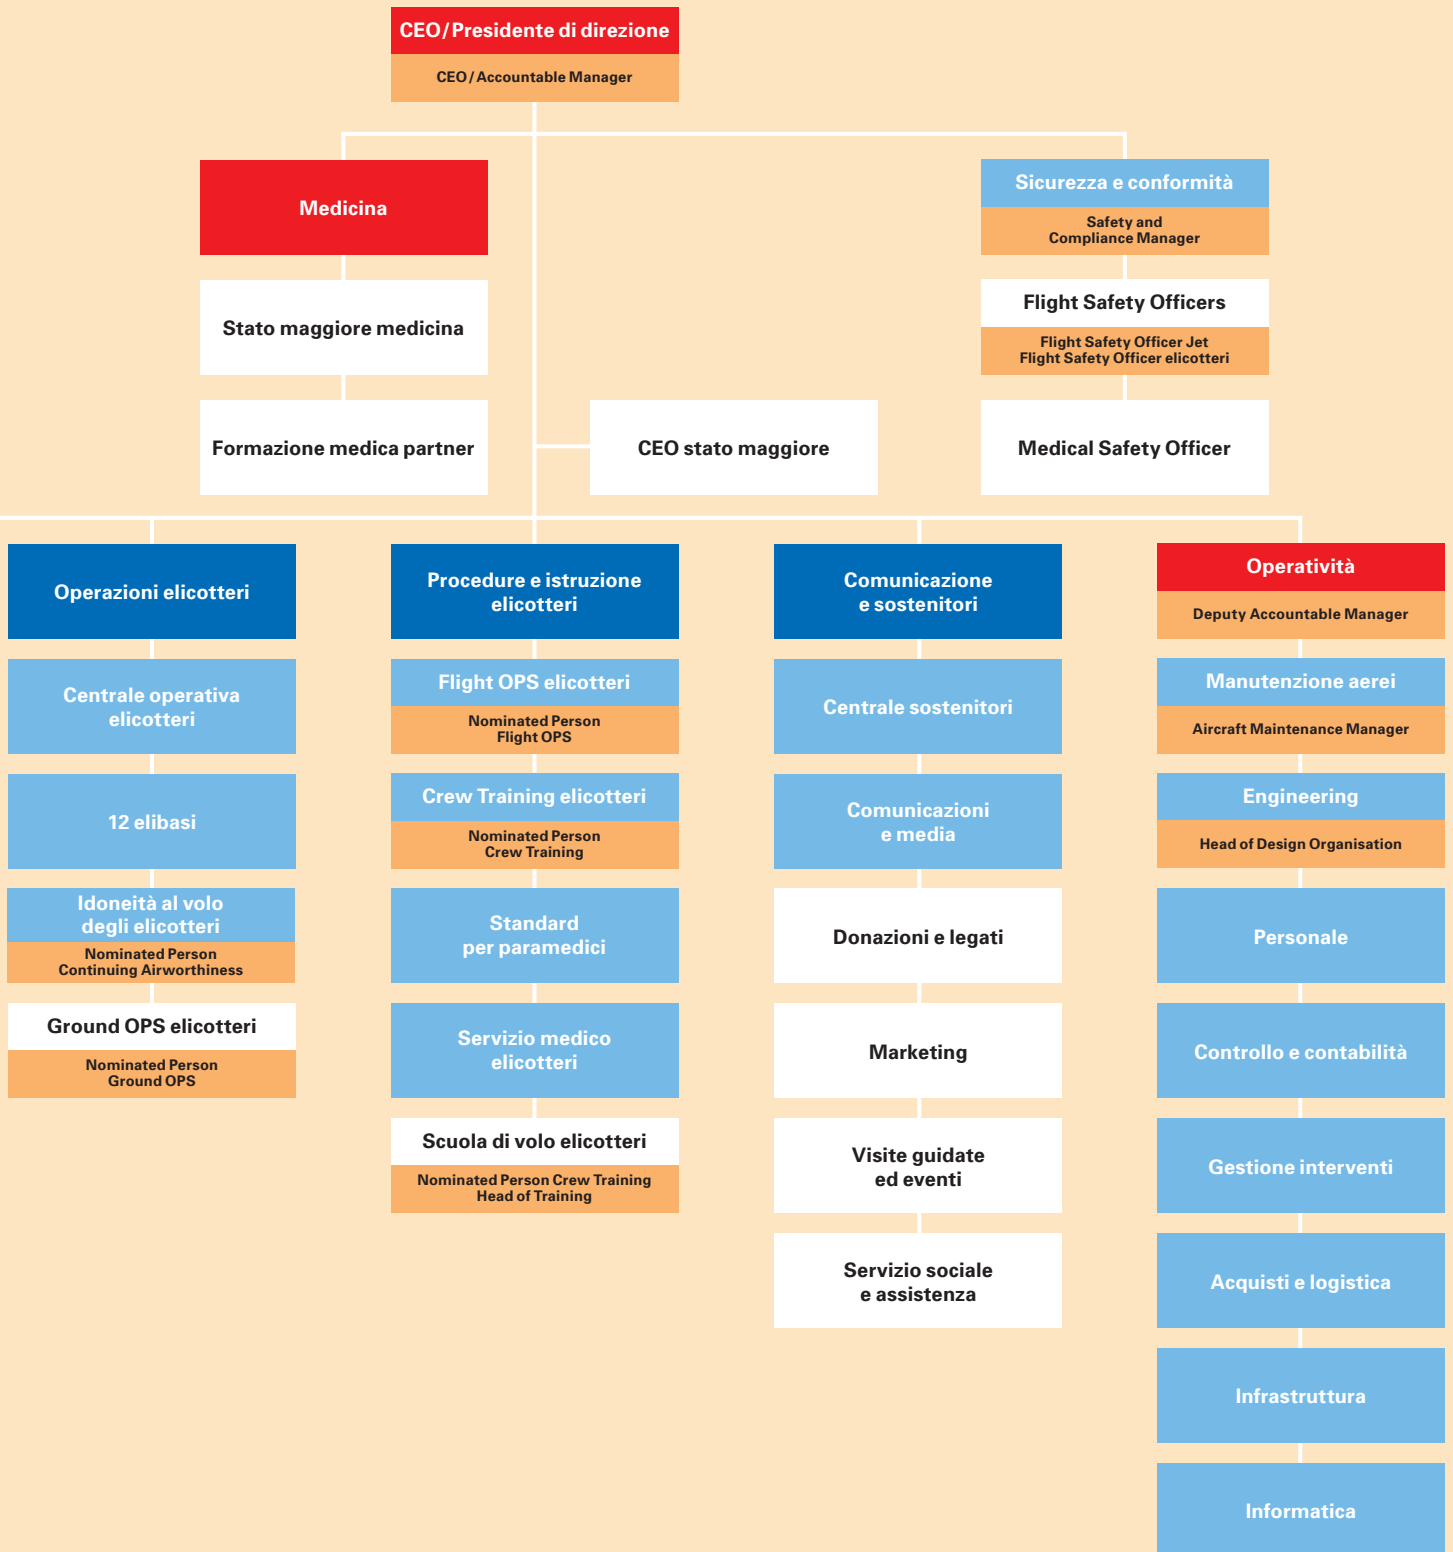 CEO/Presidente di direzione
CEO/Accountable Manager
Medicina
Stato maggiore medicina
Formazione medica partner
CEO stato maggiore
Sicurezza e conformità
Safety and
Compliance Manager
Flight Safety Officers
Flight Safety Officer Jet
Flight Safety Officer elicotteri
Medical Safety Officer
Operazioni elicotteri
Centrale operativa
elicotteri
12 elibasi
Idoneità al volo
degli elicotteri
Nominated Person
Continuing Airworthiness
Ground OPS elicotteri
Nominated Person
Ground OPS
Procedure e istruzione
elicotteri
Flight OPS elicotteri
Nominated Person
Flight OPS
Crew Training elicotteri
Nominated Person
Crew Training
Standard
per paramedici
Servizio medico
elicotteri
Scuola di volo elicotteri
Nominated Person Crew Training
Head of Training
Comunicazione
e sostenitori
Centrale sostenitori
Comunicazioni
e media
Donazioni e legati
Marketing
Visite guidate
ed eventi
Servizio sociale
e assistenza
Operatività
Deputy Accountable Manager
Manutenzione aerei
Aircraft Maintenance Manager
Engineering
Head of Design Organisation
Personale
Controllo e contabilità
Gestione interventi
Acquisti e logistica
Infrastruttura
Informatica